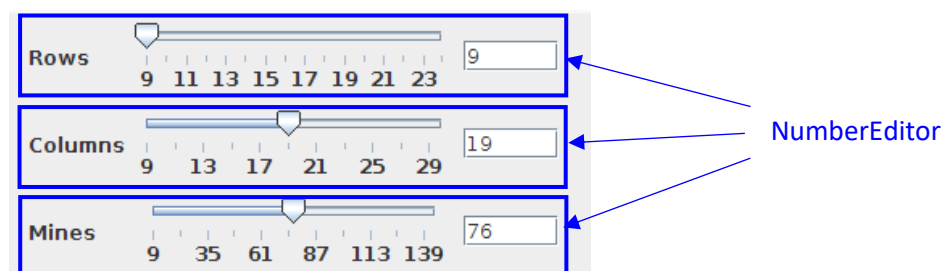 Rows 9
9 11 13 15 17 19 21 23
Columns 19
9 13 17 21 25 29
Mines 76
9 35 61 87 113 139
NumberEditor